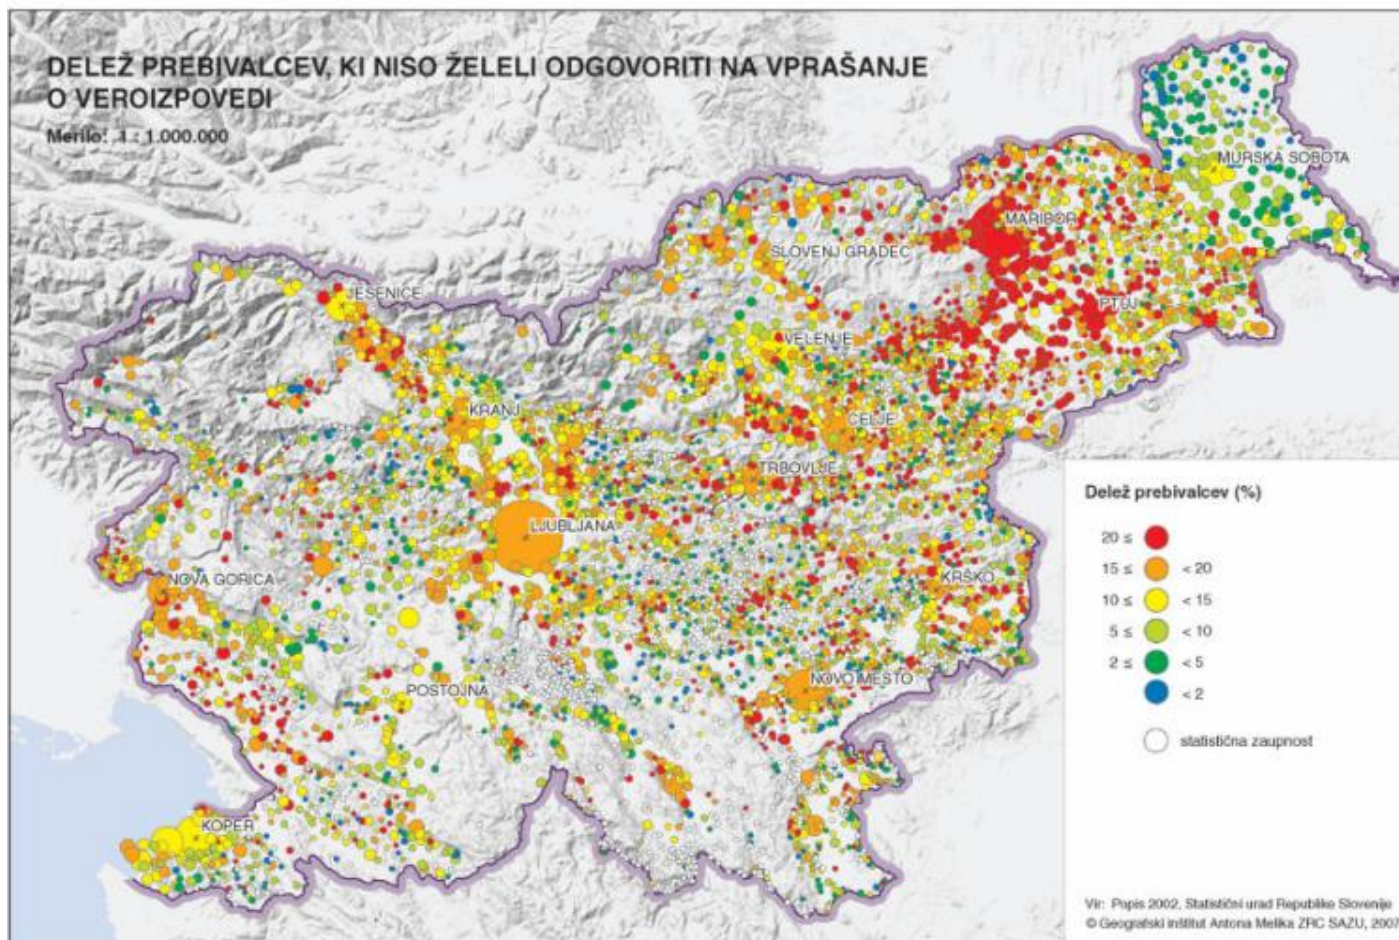 DELEŽ PREBIVALCEV, KI NISO ŽELELI ODGOVORITI NA VPRAŠANJE
O VEROIZPOVEDI
Merilo: 1 : 1.000.000
MURSKA SOBOTA
MARIBOR
SLOVENJ GRADEC
JESENICE
PTUJ
VELENJE
KRANJ
CELJE
TRBOVLJE
LJUBLJANA
NOVA GORICA
KRŠKO
POSTOJNA
NOVO MESTO
KOPER
Delež prebivalcev (%)
20 ≤
15 ≤ < 20
10 ≤ < 15
5 ≤ < 10
2 ≤ < 5
< 2
statistična zaupnost
Vir: Popis 2002, Statistični urad Republike Slovenije
© Geografski inštitut Antona Melika ZRC SAZU, 2007